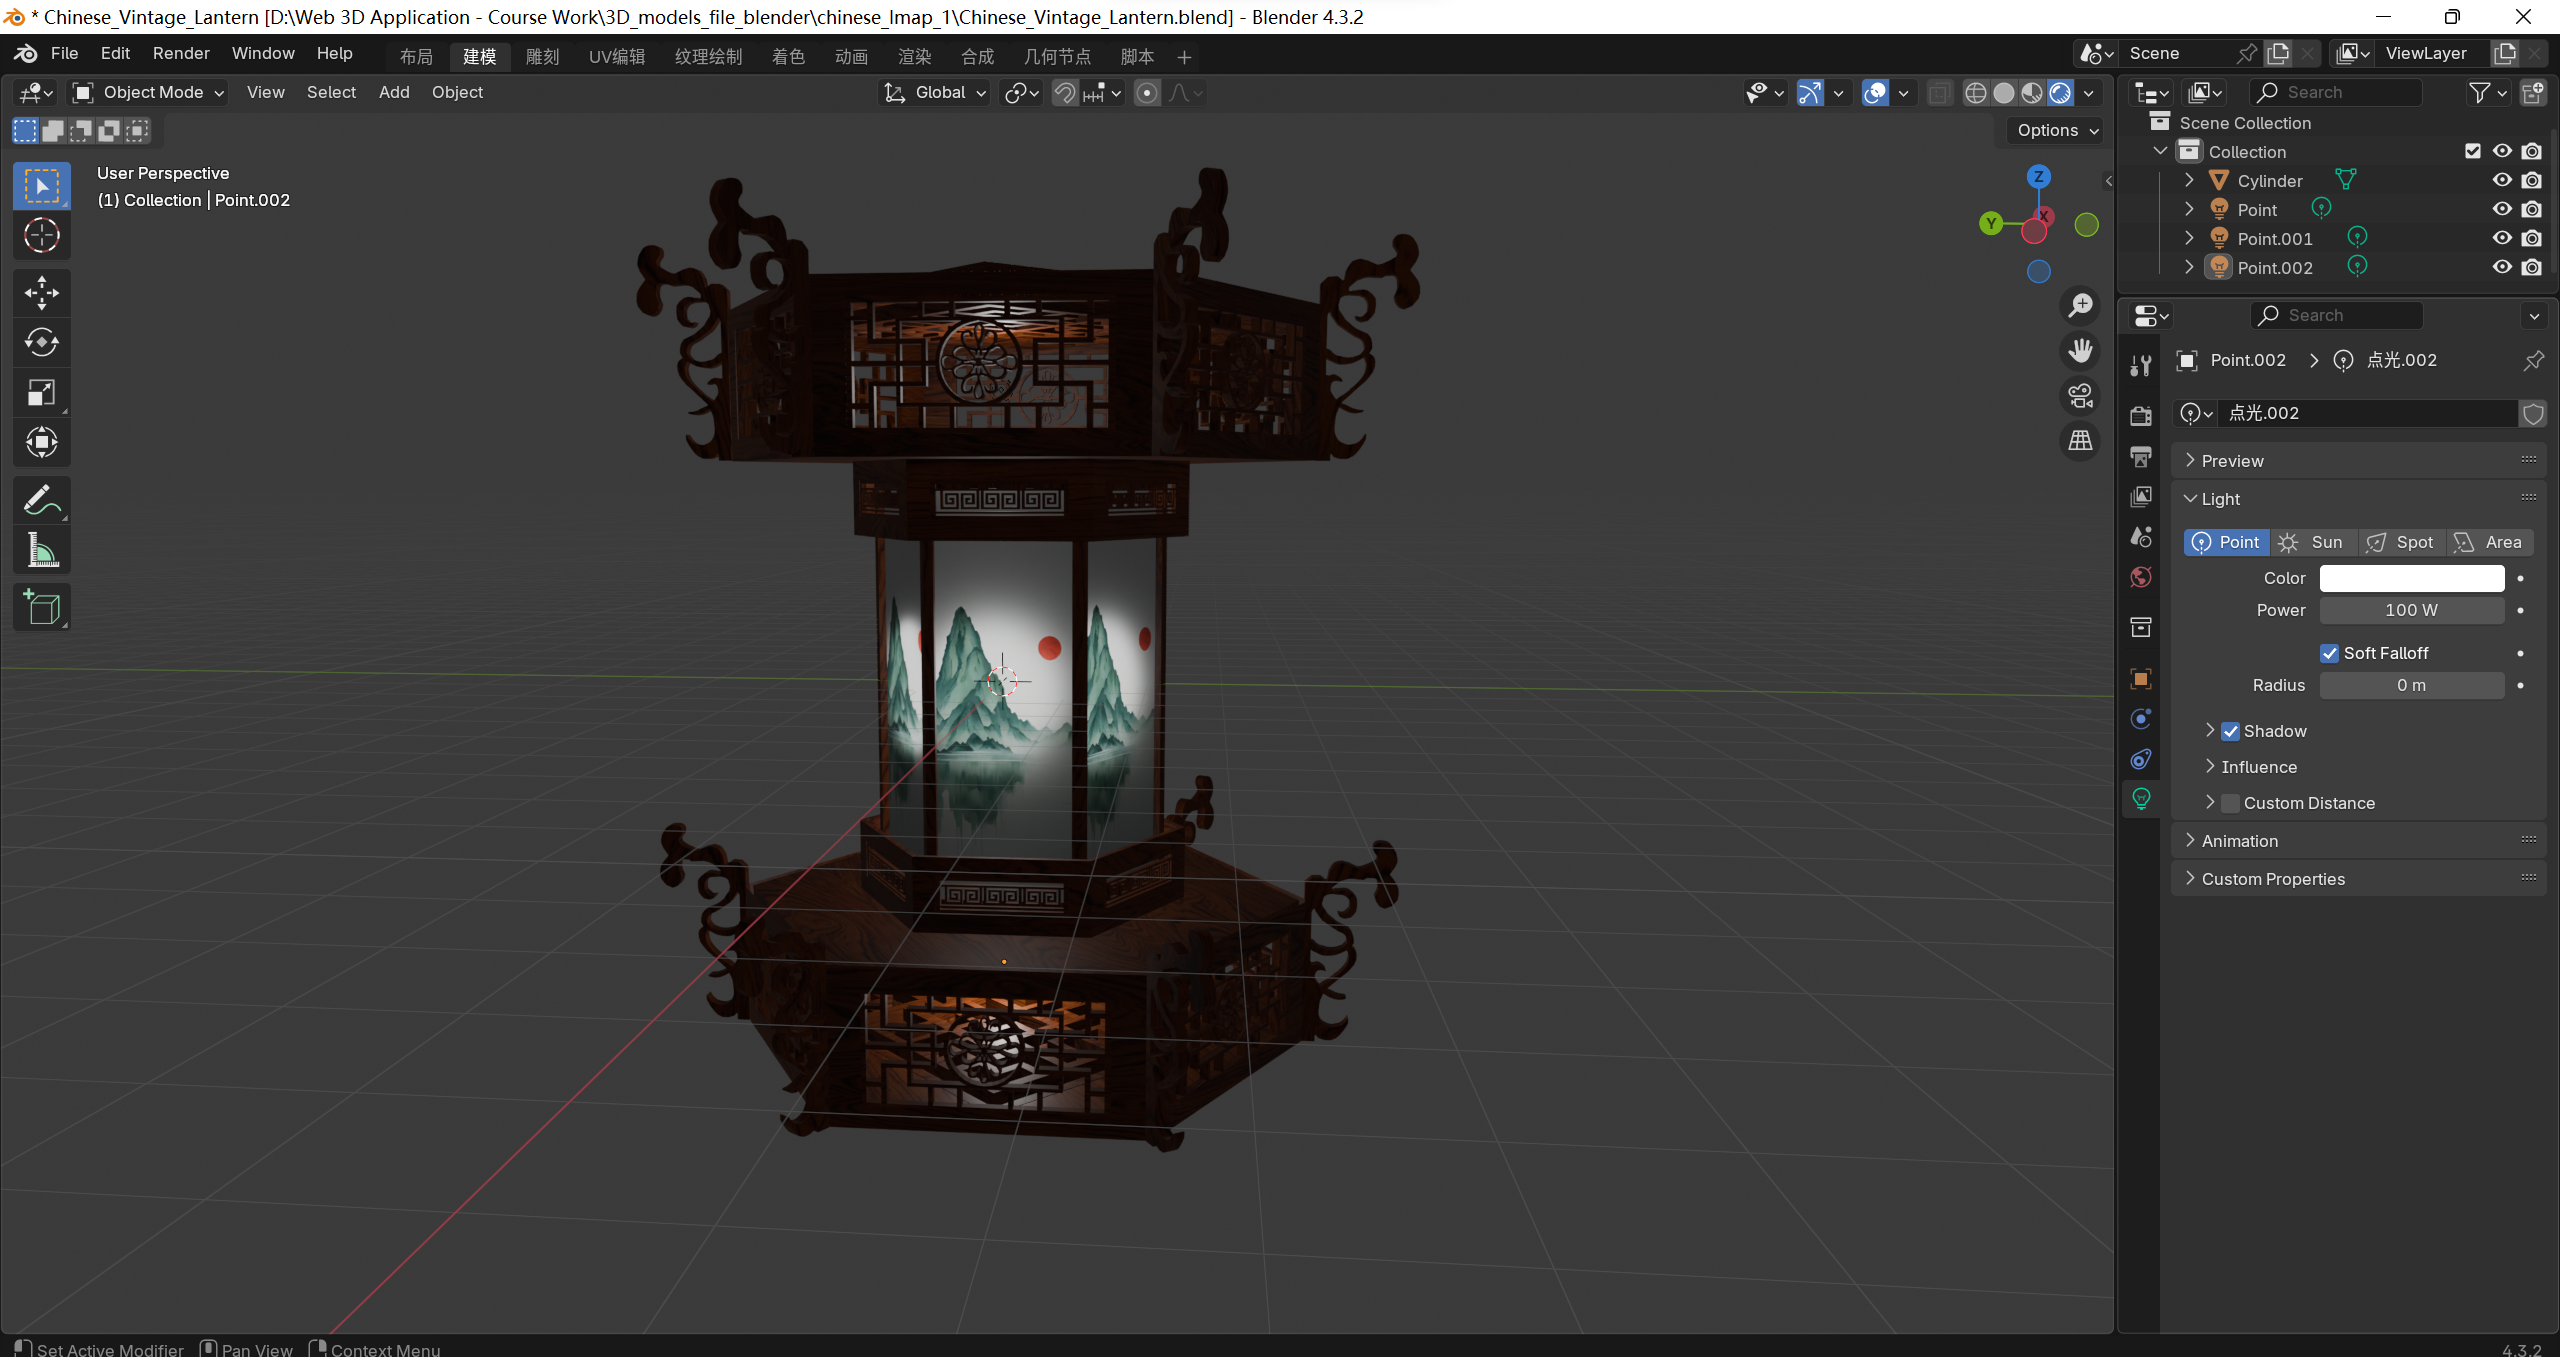 * Chinese_Vintage_Lantern [D:\Web 3D Application - Course Work\3D_models_file_blender\chinese_lmap_1\Chinese_Vintage_Lantern.blend] - Blender 4.3.2
File Edit Render Window Help 布局 建模 雕刻 UV编辑 纹理绘制 着色 动画 渲染 合成 几何节点 脚本 +
Scene ViewLayer
Object Mode View Select Add Object Global
Search
Options
User Perspective
(1) Collection | Point.002
Z
Y
X
Scene Collection
Collection
Cylinder
Point
Point.001
Point.002
Search
Point.002 > 点光.002
点光.002
Preview
Light
Point Sun Spot Area
Color
Power 100 W
Soft Falloff
Radius 0 m
Shadow
Influence
Custom Distance
Animation
Custom Properties
Set Active Modifier Pan View Context Menu
4.3.2